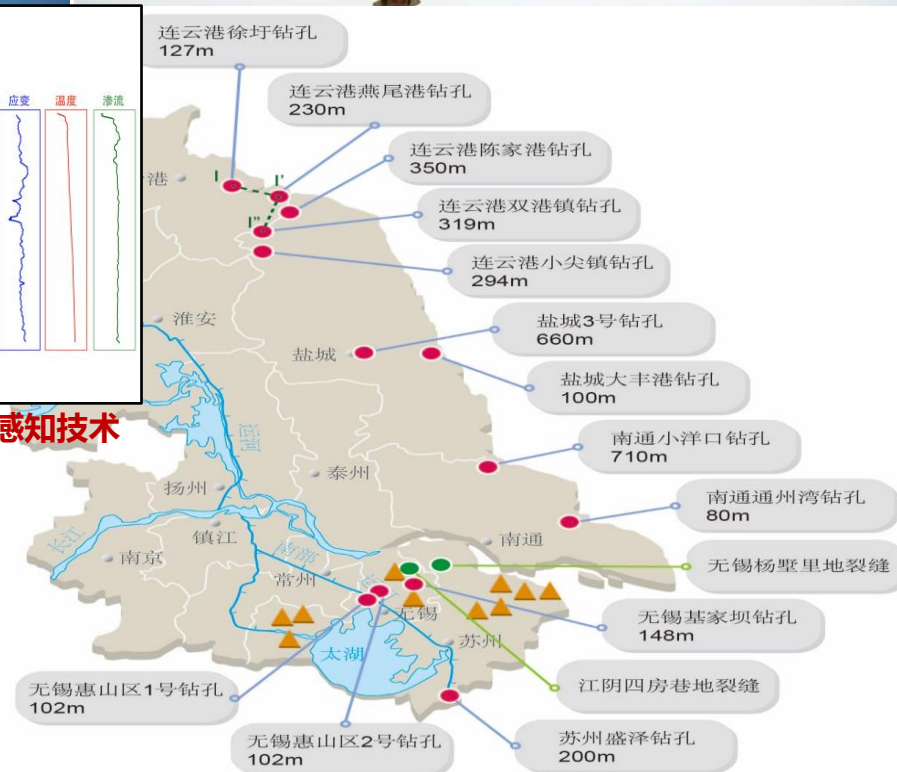 连云港徐圩钻孔
127m
连云港燕尾港钻孔
230m
应变
温度
渗流
连云港陈家港钻孔
350m
港
I
I'
连云港双港镇钻孔
319m
I"
连云港小尖镇钻孔
294m
淮安
盐城3号钻孔
660m
盐城
盐城大丰港钻孔
100m
感知技术
南通小洋口钻孔
710m
运河
泰州
扬州
南通通州湾钻孔
80m
长江
镇江
南京
南通
无锡杨墅里地裂缝
常州
无锡基家坝钻孔
148m
无锡
苏州
太湖
江阴四房巷地裂缝
无锡惠山区1号钻孔
102m
无锡惠山区2号钻孔
102m
苏州盛泽钻孔
200m